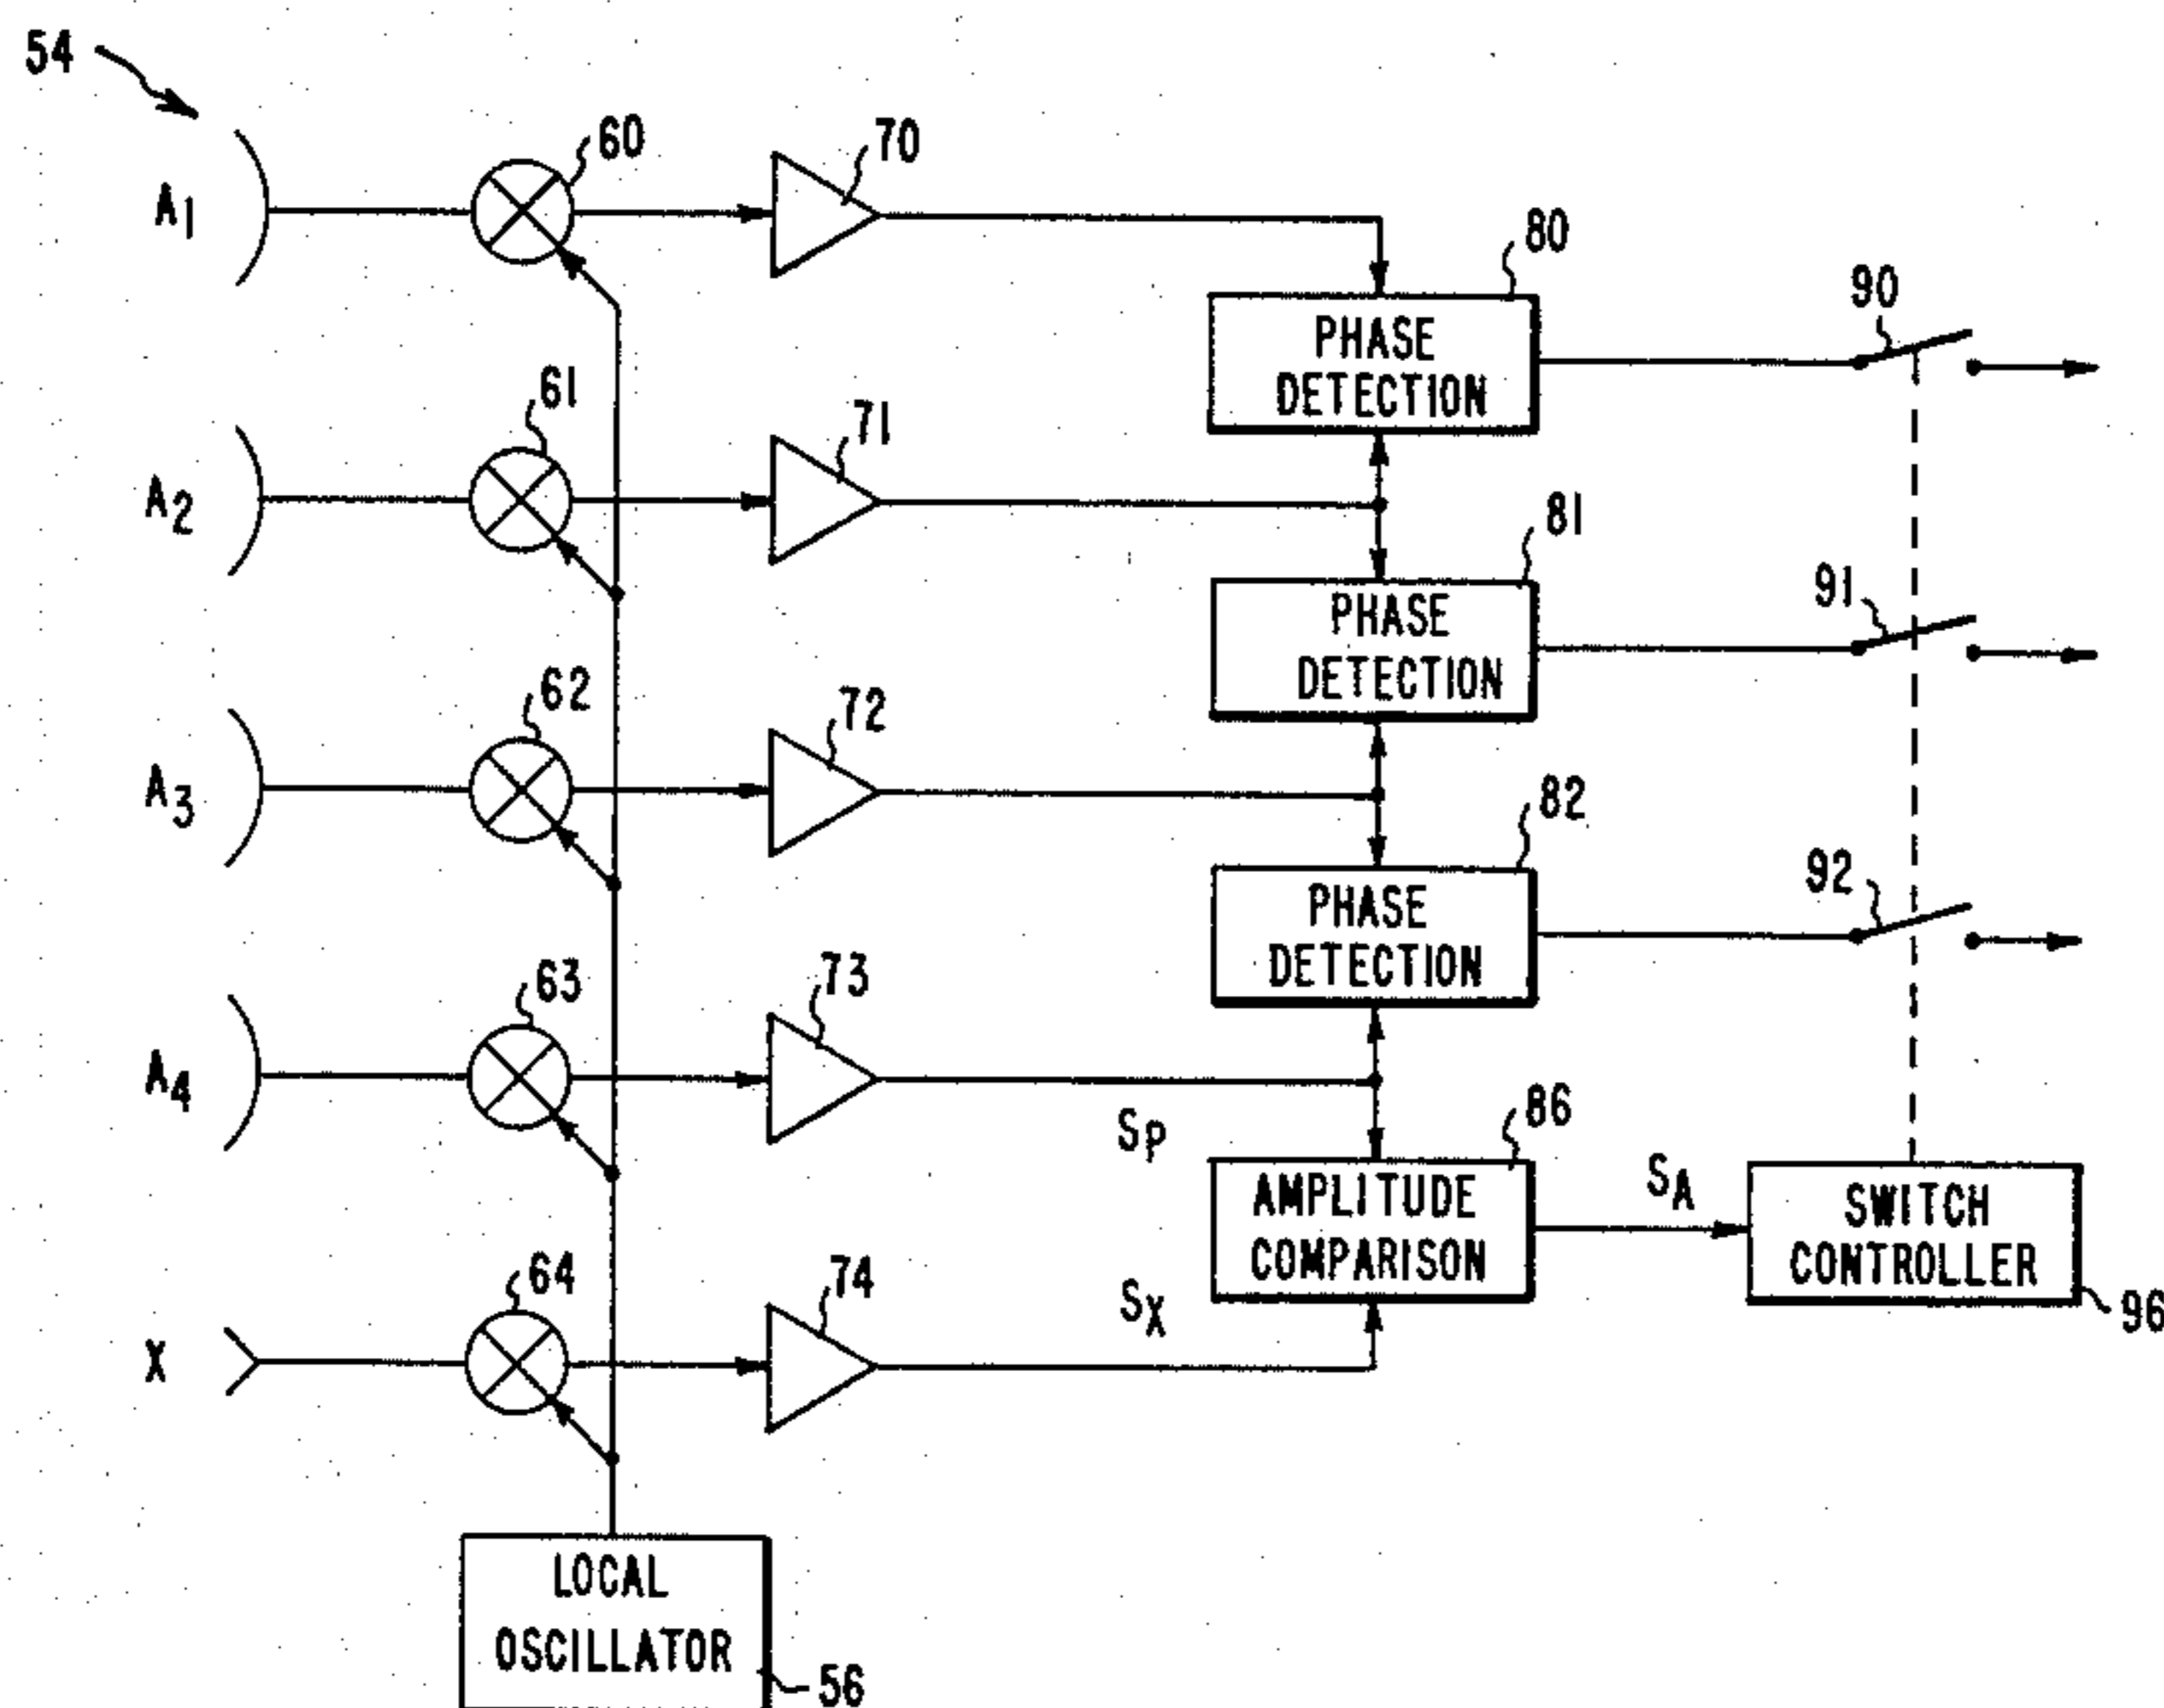 54
60
70
A1
80
90
PHASE
DETECTION
61
71
A2
81
91
PHASE
DETECTION
62
72
A3
82
92
PHASE
DETECTION
63
73
A4
SP
86
SA
AMPLITUDE
COMPARISON
SWITCH
CONTROLLER
96
64
74
SX
X
LOCAL
OSCILLATOR
56